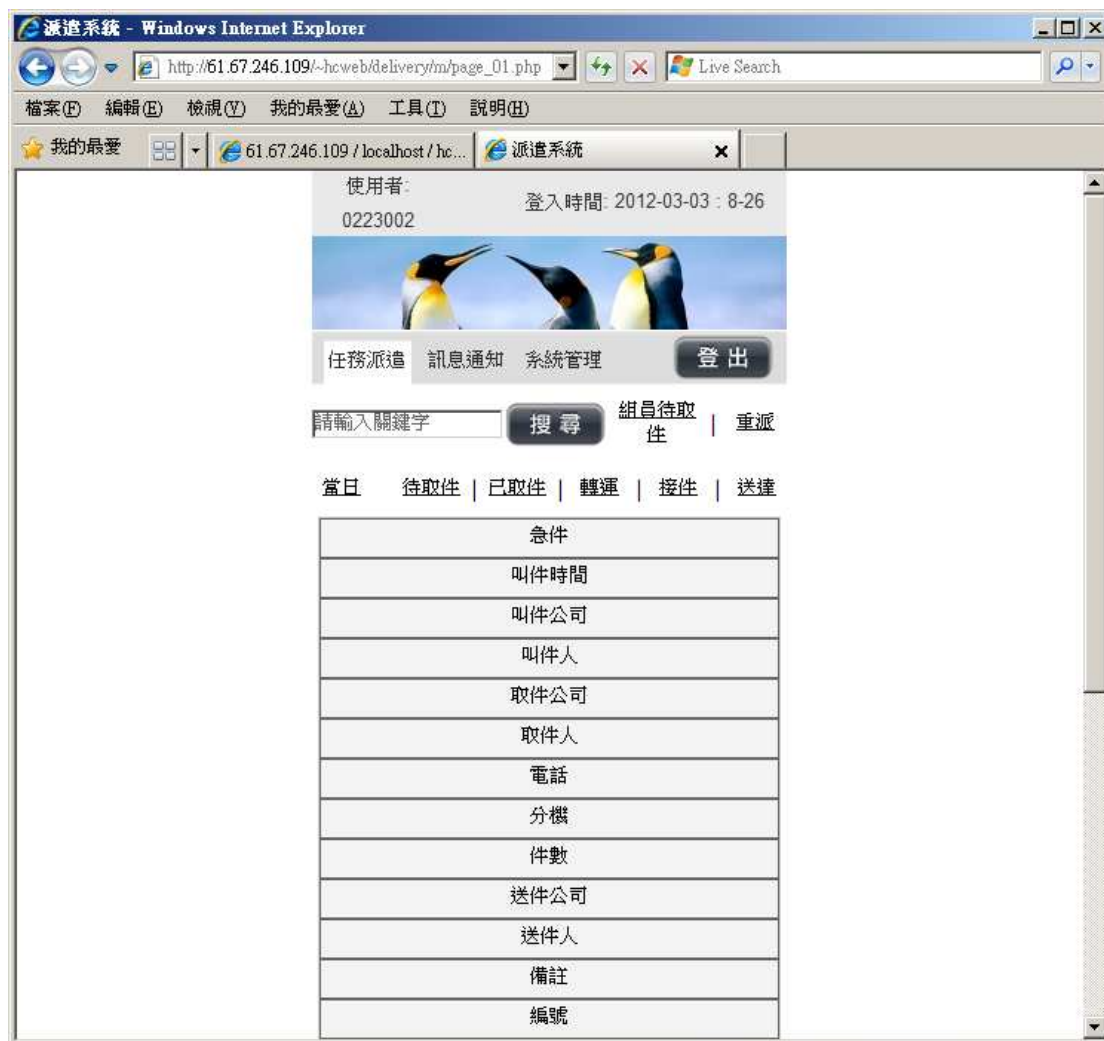 派遣系統 - Windows Internet Explorer
http://61.67.246.109/~hcweb/delivery/m/page_01.php Live Search
檔案(F) 編輯(E) 檢視(V) 我的最愛(A) 工具(T) 說明(H)
我的最愛 61.67.246.109 / localhost / hc... 派遣系統
使用者:
0223002
登入時間: 2012-03-03 : 8-26
任務派遣 訊息通知 系統管理 登出
請輸入關鍵字 搜尋 組員待取件 | 重派
當日 待取件 | 已取件 | 轉運 | 接件 | 送達
急件
叫件時間
叫件公司
叫件人
取件公司
取件人
電話
分機
件數
送件公司
送件人
備註
編號